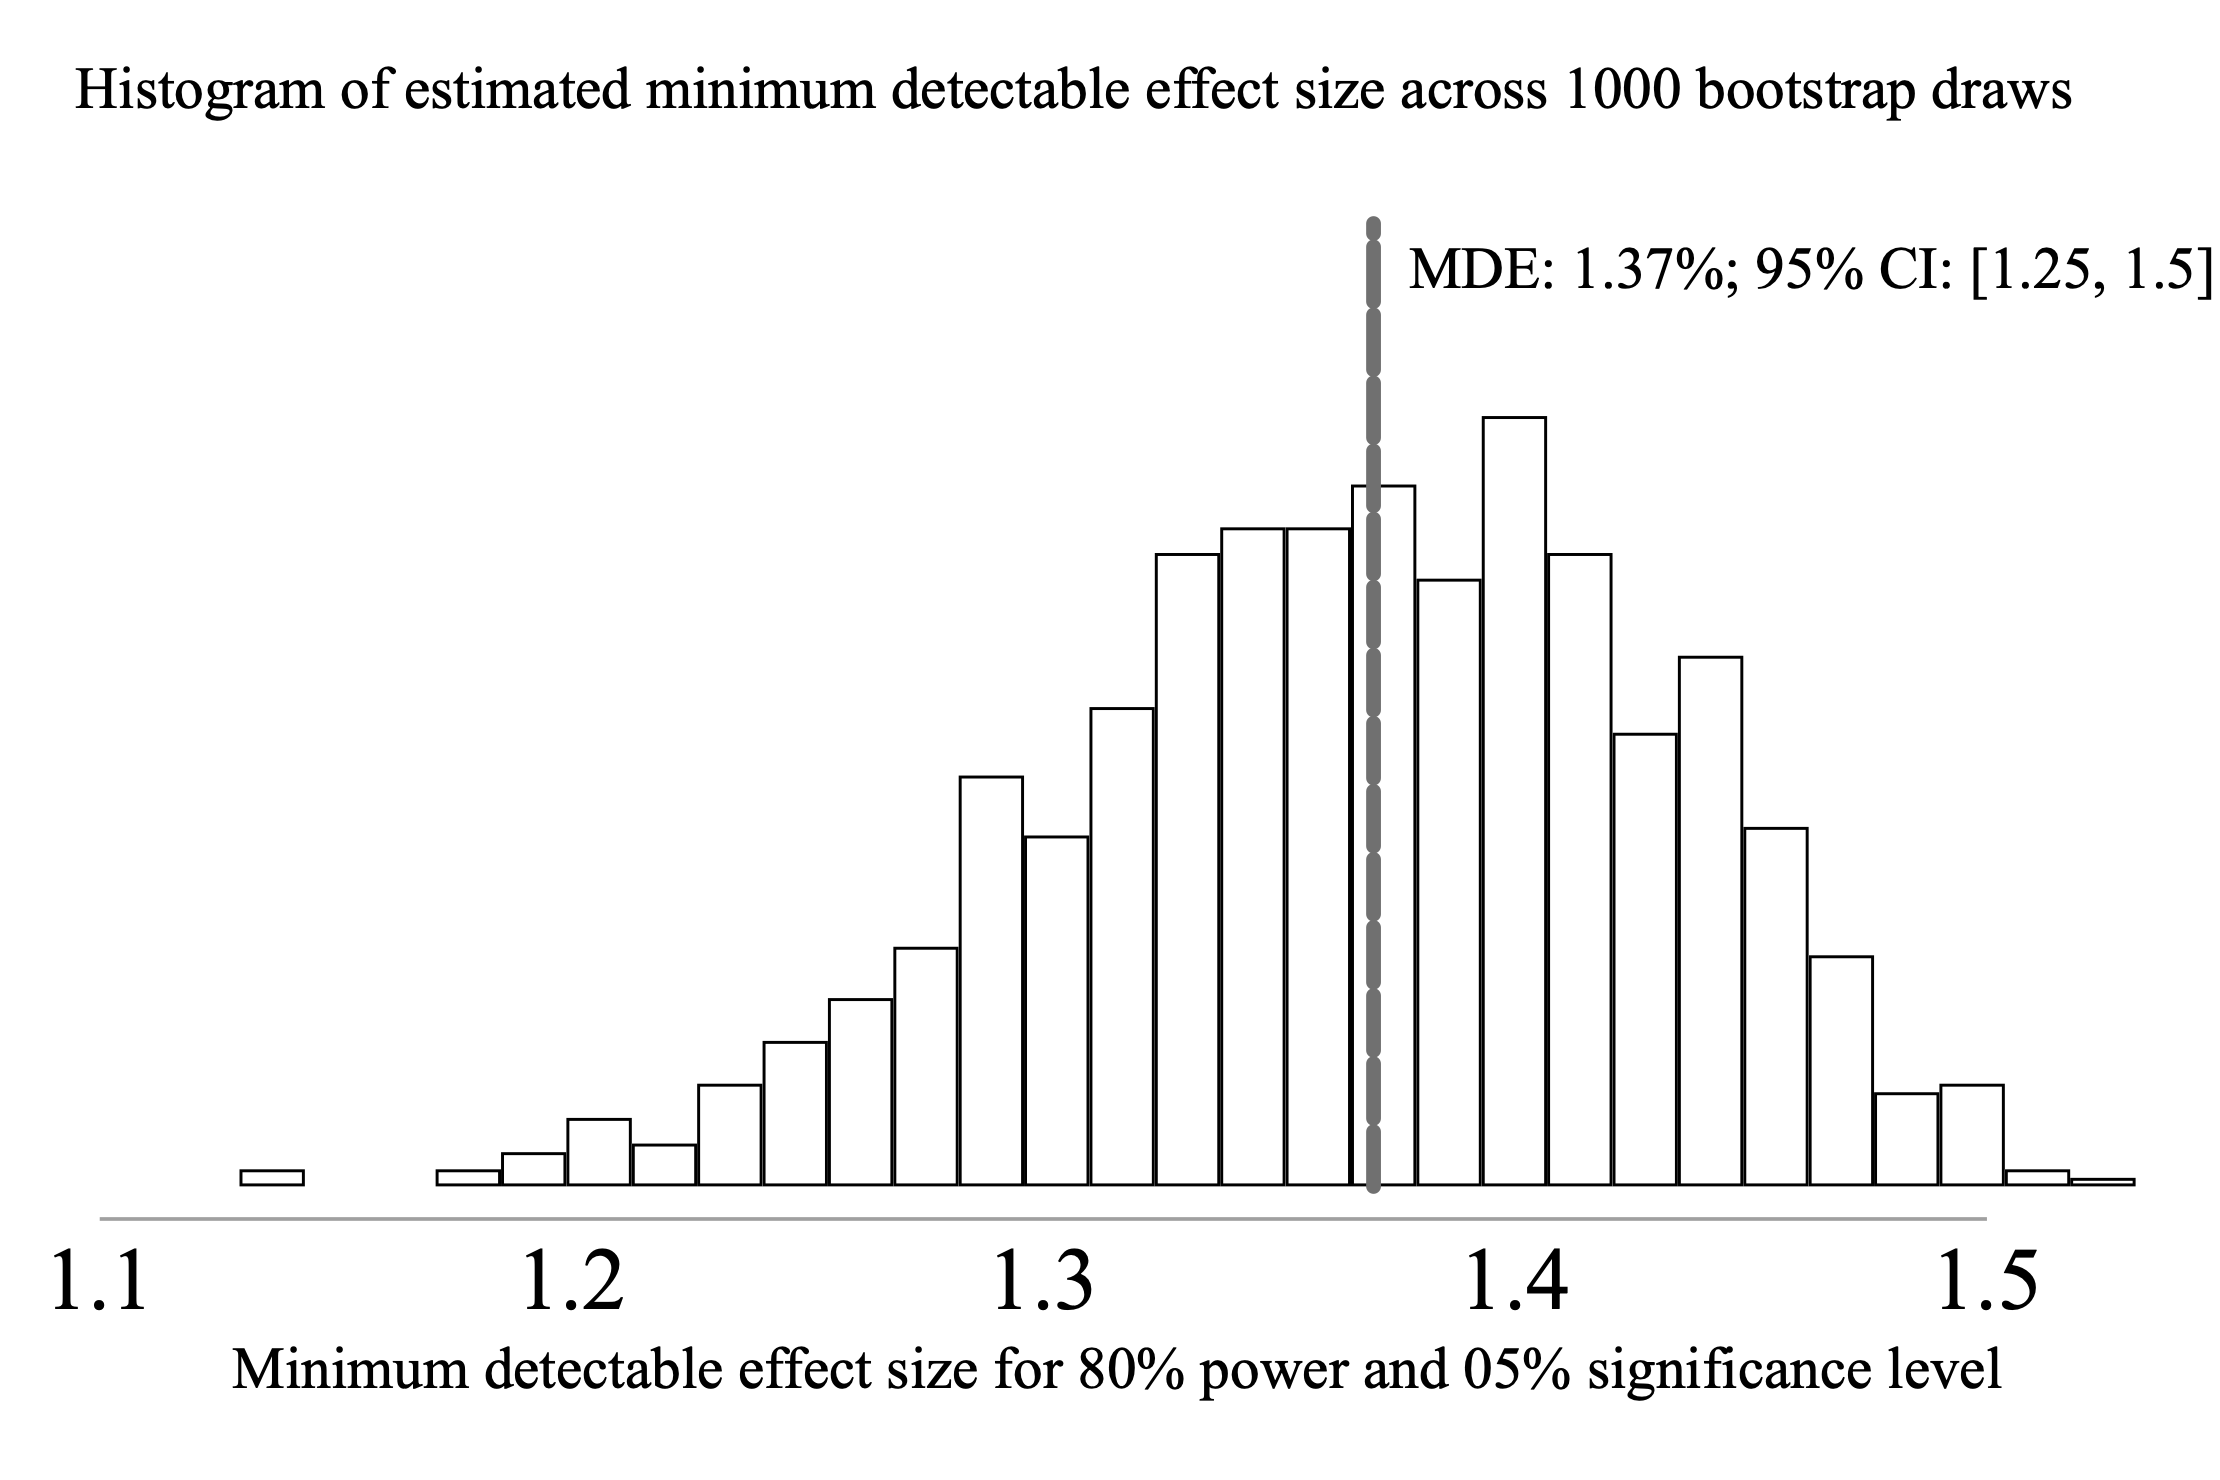 Histogram of estimated minimum detectable effect size across 1000 bootstrap draws
MDE: 1.37%; 95% CI: [1.25, 1.5]
1.1 1.2 1.3 1.4 1.5
Minimum detectable effect size for 80% power and 05% significance level